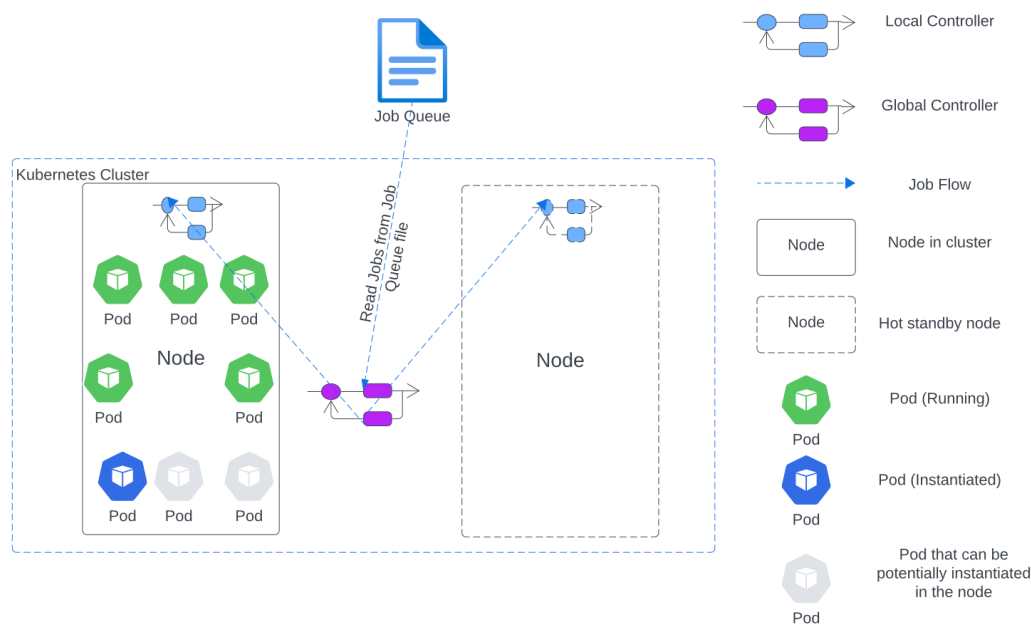 Job Queue
Kubernetes Cluster
Read Jobs from Job
Queue file
Pod
Pod
Pod
Node
Pod
Pod
Pod
Pod
Pod
Node
Local Controller
Global Controller
Job Flow
Node
Node in cluster
Node
Hot standby node
Pod
Pod (Running)
Pod
Pod (Instantiated)
Pod
Pod that can be
potentially instantiated
in the node